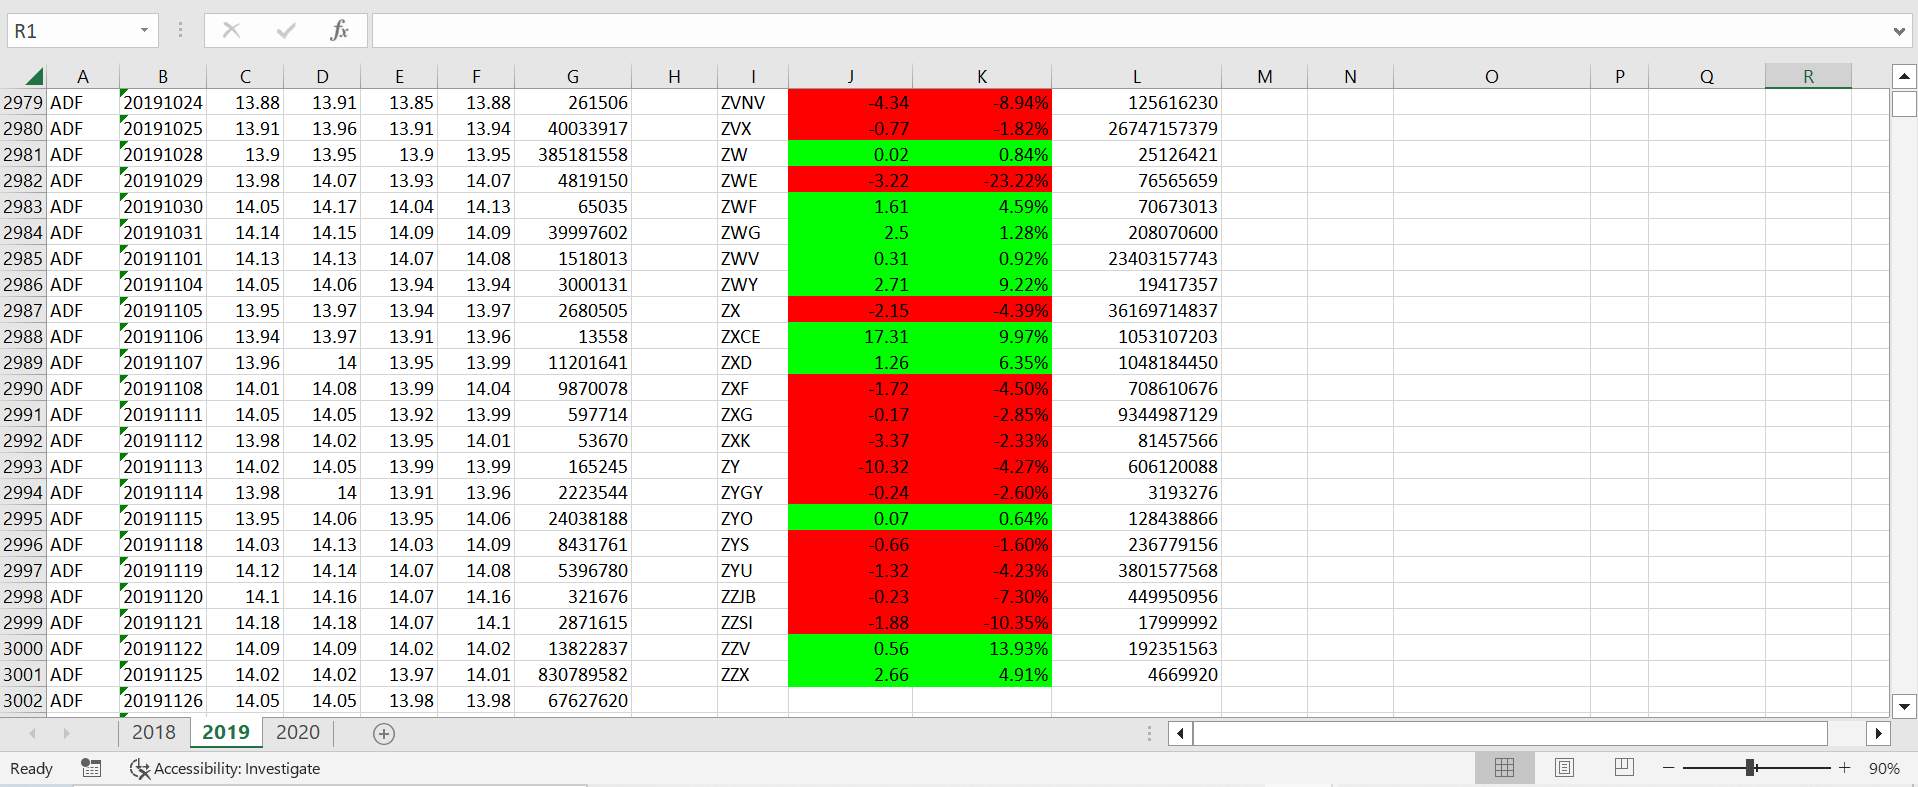 R1 fx
A B C D E F G H I J K L M N O P Q R
2979 ADF 20191024 13.88 13.91 13.85 13.88 261506 ZVNV -4.34 -8.94% 125616230
2980 ADF 20191025 13.91 13.96 13.91 13.94 40033917 ZVX -0.77 -1.82% 26747157379
2981 ADF 20191028 13.9 13.95 13.9 13.95 385181558 ZW 0.02 0.84% 25126421
2982 ADF 20191029 13.98 14.07 13.93 14.07 4819150 ZWE -3.22 -23.22% 76565659
2983 ADF 20191030 14.05 14.17 14.04 14.13 65035 ZWF 1.61 4.59% 70673013
2984 ADF 20191031 14.14 14.15 14.09 14.09 39997602 ZWG 2.5 1.28% 208070600
2985 ADF 20191101 14.13 14.13 14.07 14.08 1518013 ZWV 0.31 0.92% 23403157743
2986 ADF 20191104 14.05 14.06 13.94 13.94 3000131 ZWY 2.71 9.22% 19417357
2987 ADF 20191105 13.95 13.97 13.94 13.97 2680505 ZX -2.15 -4.39% 36169714837
2988 ADF 20191106 13.94 13.97 13.91 13.96 13558 ZXCE 17.31 9.97% 1053107203
2989 ADF 20191107 13.96 14 13.95 13.99 11201641 ZXD 1.26 6.35% 1048184450
2990 ADF 20191108 14.01 14.08 13.99 14.04 9870078 ZXF -1.72 -4.50% 708610676
2991 ADF 20191111 14.05 14.05 13.92 13.99 597714 ZXG -0.17 -2.85% 9344987129
2992 ADF 20191112 13.98 14.02 13.95 14.01 53670 ZXK -3.37 -2.33% 81457566
2993 ADF 20191113 14.02 14.05 13.99 13.99 165245 ZY -10.32 -4.27% 606120088
2994 ADF 20191114 13.98 14 13.91 13.96 2223544 ZYGY -0.24 -2.60% 3193276
2995 ADF 20191115 13.95 14.06 13.95 14.06 24038188 ZYO 0.07 0.64% 128438866
2996 ADF 20191118 14.03 14.13 14.03 14.09 8431761 ZYS -0.66 -1.60% 236779156
2997 ADF 20191119 14.12 14.14 14.07 14.08 5396780 ZYU -1.32 -4.23% 3801577568
2998 ADF 20191120 14.1 14.16 14.07 14.16 321676 ZZJB -0.23 -7.30% 449950956
2999 ADF 20191121 14.18 14.18 14.07 14.1 2871615 ZZSI -1.88 -10.35% 17999992
3000 ADF 20191122 14.09 14.09 14.02 14.02 13822837 ZZV 0.56 13.93% 192351563
3001 ADF 20191125 14.02 14.02 13.97 14.01 830789582 ZZX 2.66 4.91% 4669920
3002 ADF 20191126 14.05 14.05 13.98 13.98 67627620
2018 2019 2020
Ready Accessibility: Investigate 90%